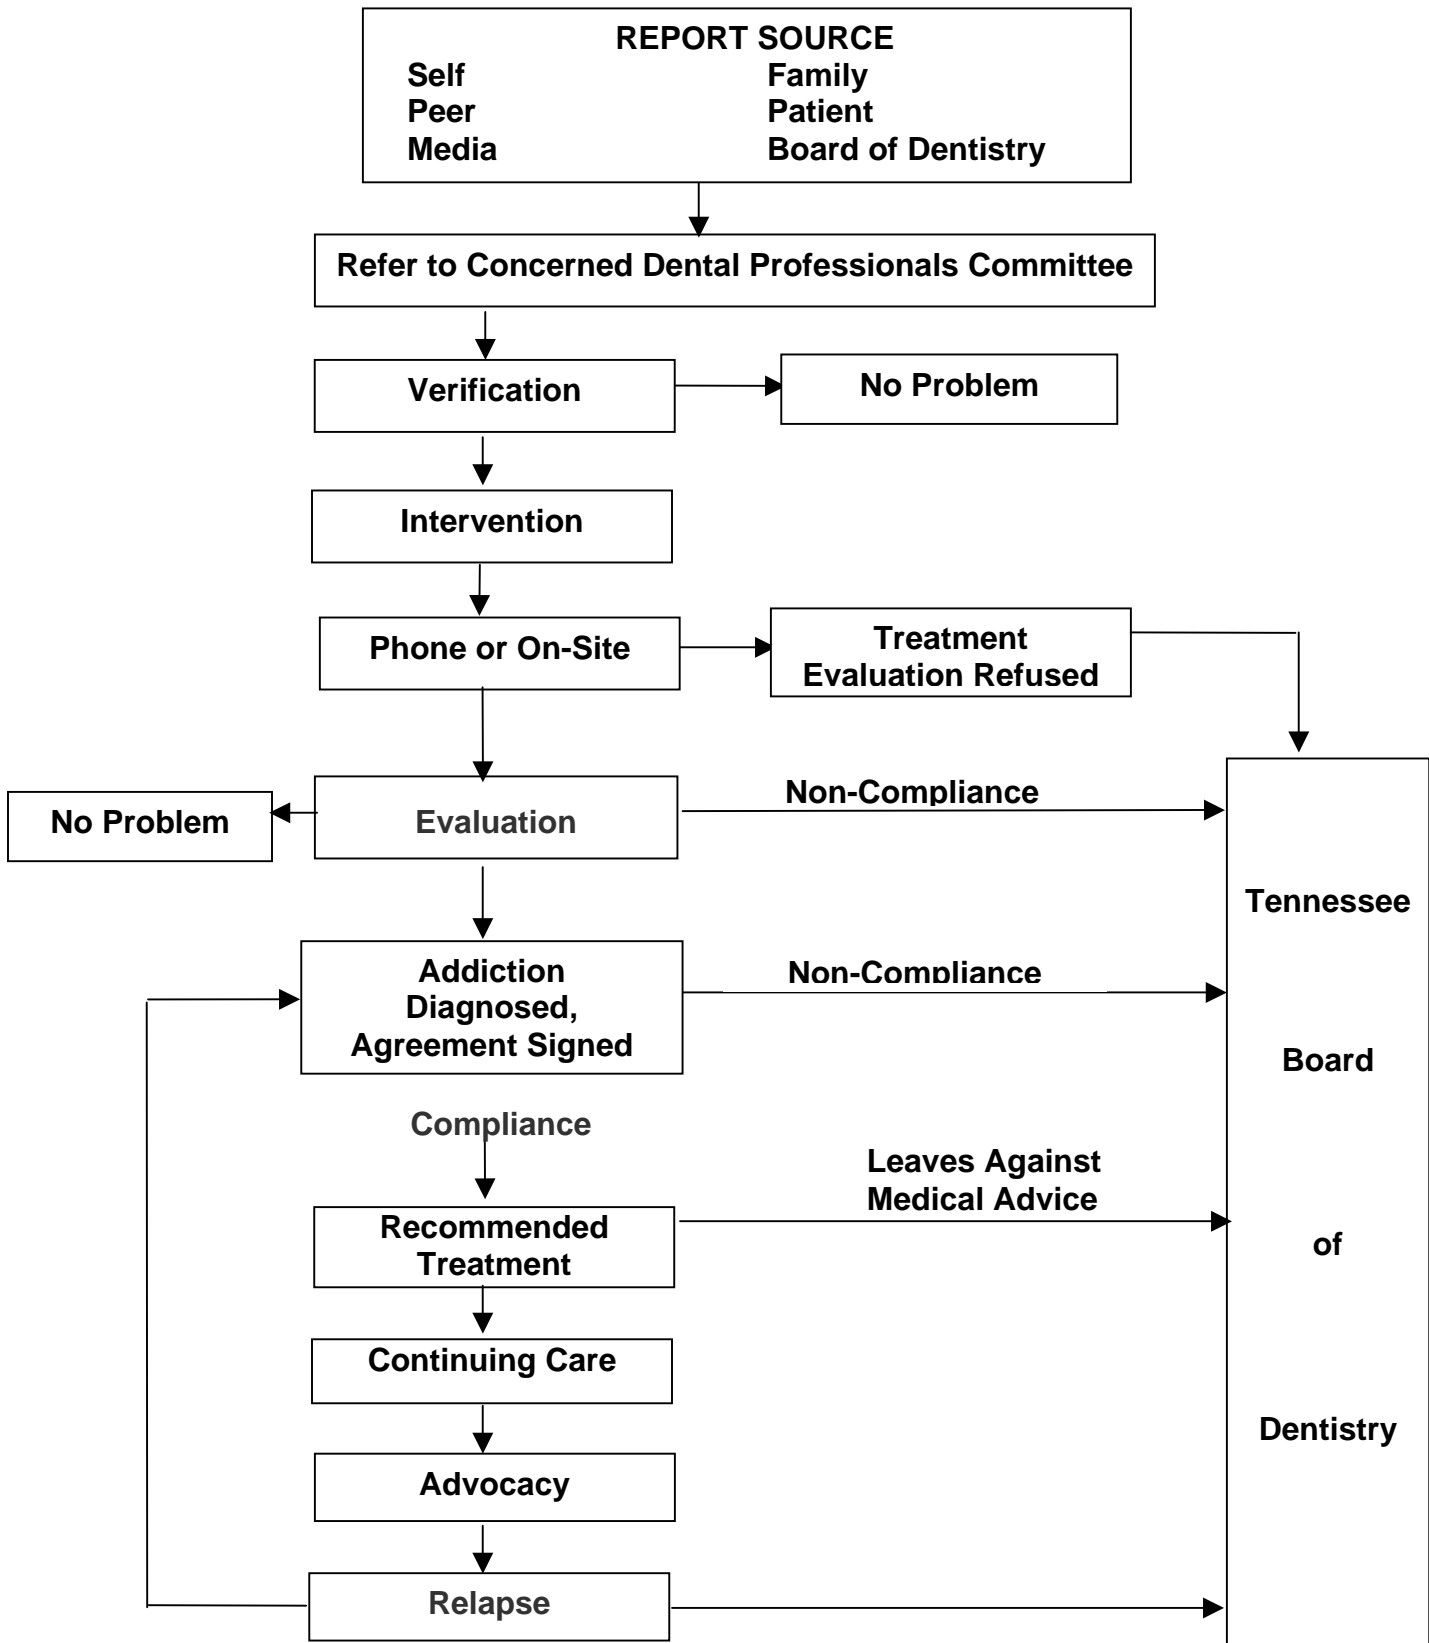 REPORT SOURCE
Self Family
Peer Patient
Media Board of Dentistry
Refer to Concerned Dental Professionals Committee
Verification
No Problem
Intervention
Phone or On-Site
Treatment
Evaluation Refused
No Problem
Evaluation
Non-Compliance
Addiction
Diagnosed,
Agreement Signed
Non-Compliance
Compliance
Leaves Against
Medical Advice
Recommended
Treatment
Continuing Care
Advocacy
Relapse
Tennessee
Board
of
Dentistry